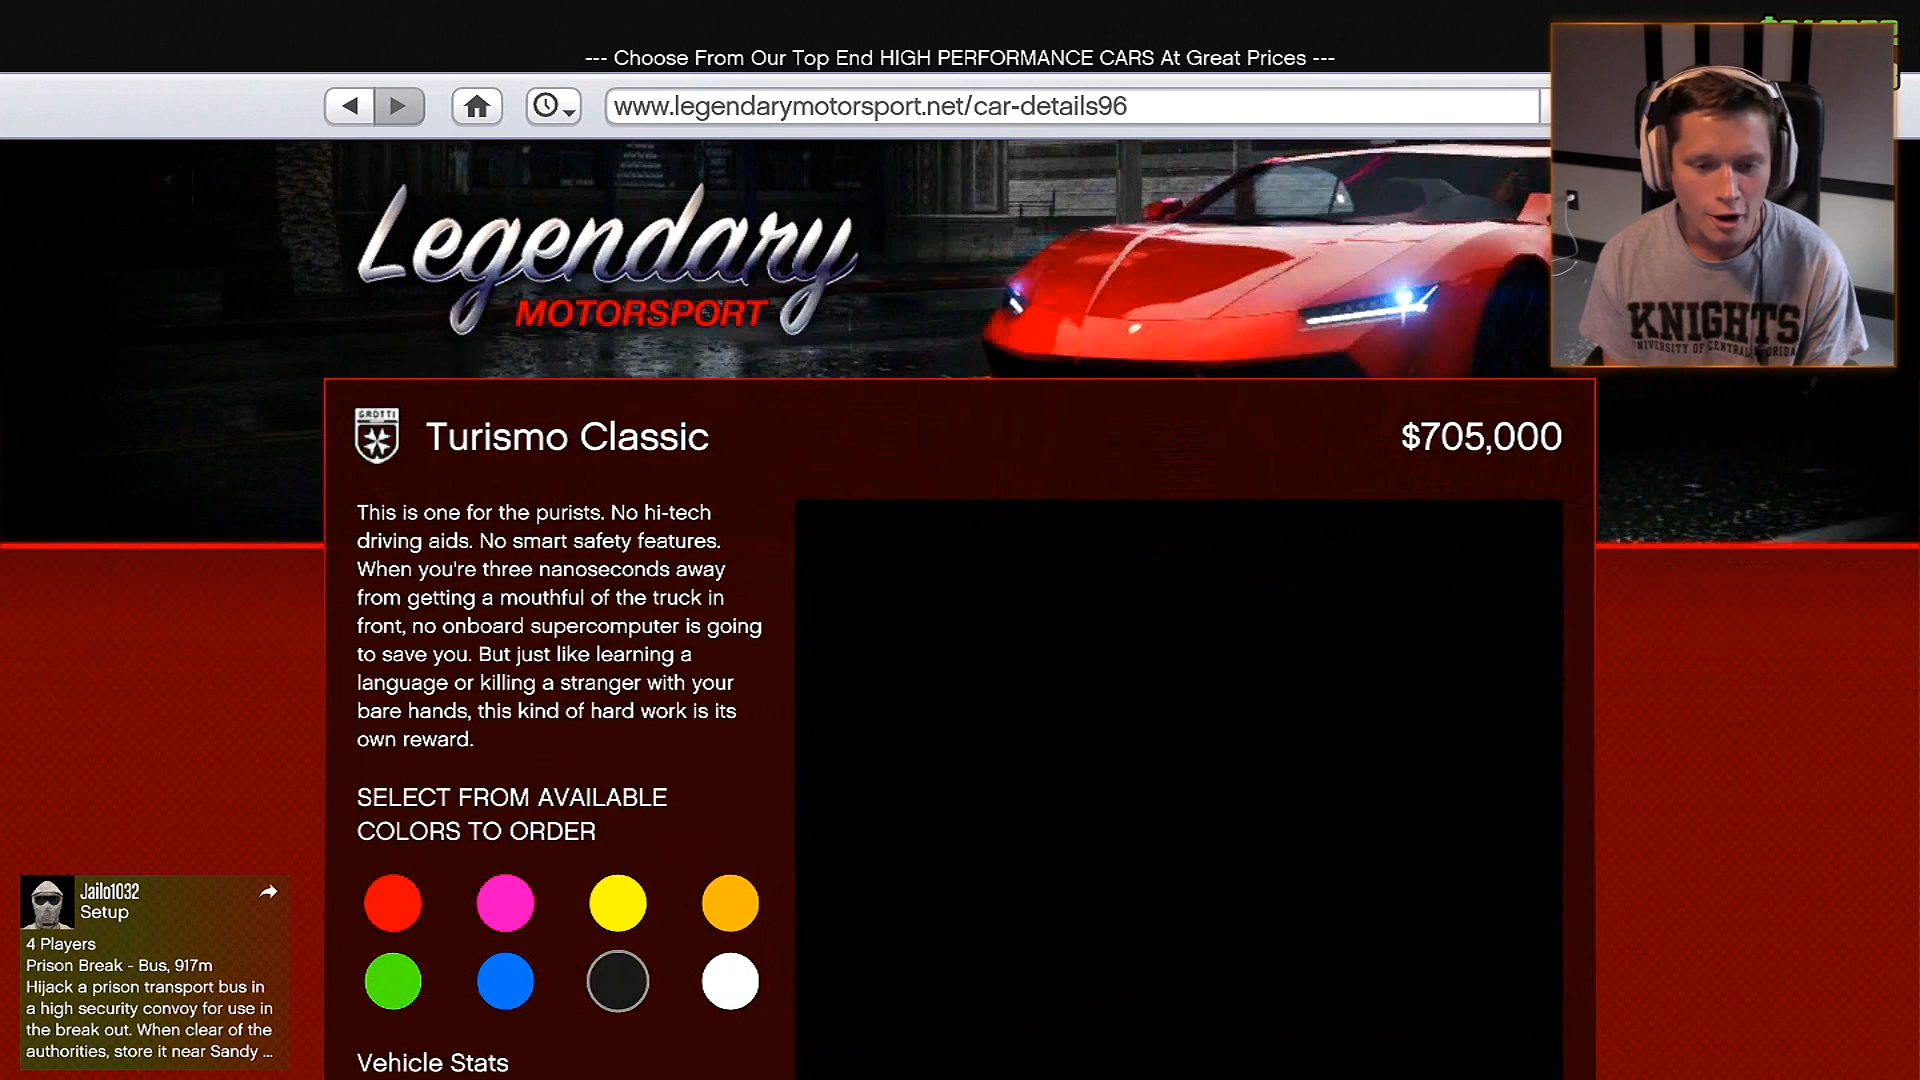 --- Choose From Our Top End HIGH PERFORMANCE CARS At Great Prices ---
www.legendarymotorsport.net/car-details96
Legendary
MOTORSPORT
KNIGHTS
UNIVERSITY OF CENTRAL FLORIDA
GROTTI
Turismo Classic
$705,000
This is one for the purists. No hi-tech
driving aids. No smart safety features.
When you're three nanoseconds away
from getting a mouthful of the truck in
front, no onboard supercomputer is going
to save you. But just like learning a
language or killing a stranger with your
bare hands, this kind of hard work is its
own reward.
SELECT FROM AVAILABLE
COLORS TO ORDER
Vehicle Stats
Jailo1032
Setup
4 Players
Prison Break - Bus, 917m
Hijack a prison transport bus in
a high security convoy for use in
the break out. When clear of the
authorities, store it near Sandy ...